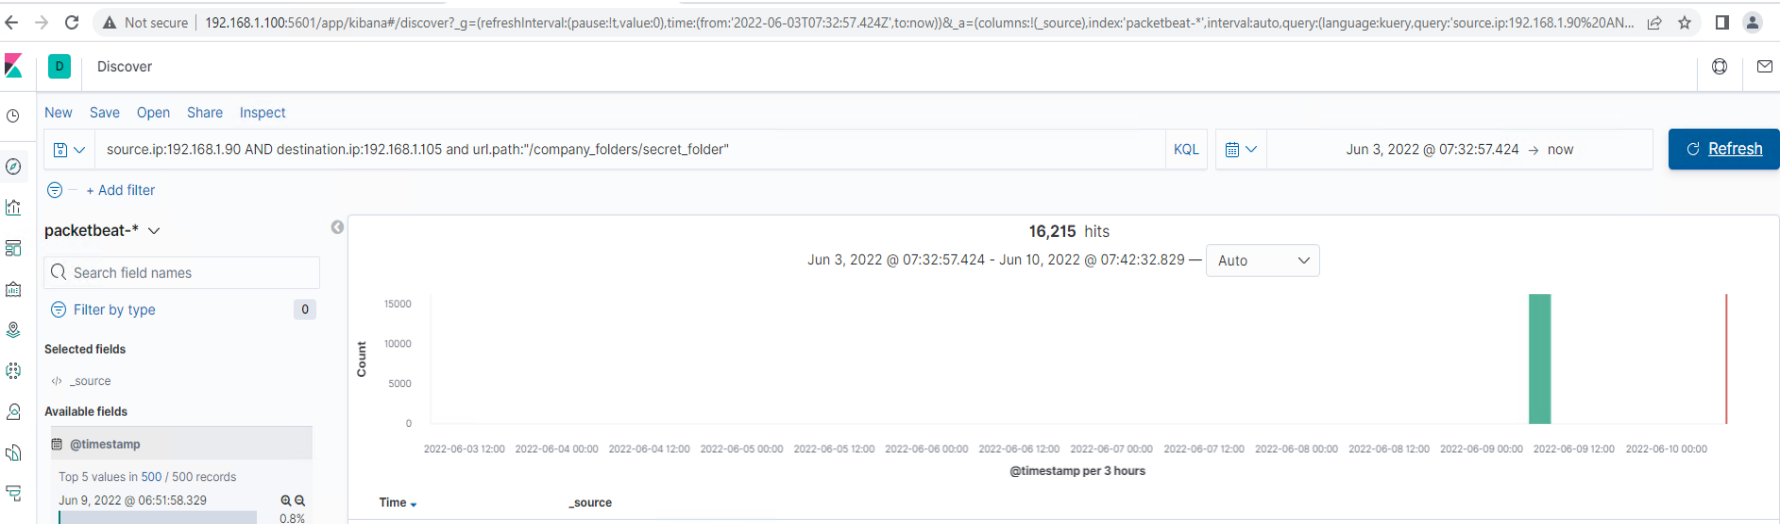 Not secure | 192.168.1.100:5601/app/kibana#/discover?_g=(refreshInterval:(pause:!t,value:0),time:(from:'2022-06-03T07:32:57.424Z',to:now))&_a=(columns:!(_source),index:'packetbeat-*',interval:auto,query:(language:kuery,query:'source.ip:192.168.1.90%20AN...
D Discover
New Save Open Share Inspect
source.ip:192.168.1.90 AND destination.ip:192.168.1.105 and url.path:"/company_folders/secret_folder" KQL Jun 3, 2022 @ 07:32:57.424 → now Refresh
+ Add filter
packetbeat-*
16,215 hits
Search field names
Jun 3, 2022 @ 07:32:57.424 - Jun 10, 2022 @ 07:42:32.829 — Auto
Filter by type 0
Selected fields
</> _source
Available fields
@timestamp
Top 5 values in 500 / 500 records
Jun 9, 2022 @ 06:51:58.329
0.8%
Count
15000
10000
5000
0
2022-06-03 12:00 2022-06-04 00:00 2022-06-04 12:00 2022-06-05 00:00 2022-06-05 12:00 2022-06-06 00:00 2022-06-06 12:00 2022-06-07 00:00 2022-06-07 12:00 2022-06-08 00:00 2022-06-08 12:00 2022-06-09 00:00 2022-06-09 12:00 2022-06-10 00:00
@timestamp per 3 hours
Time _source